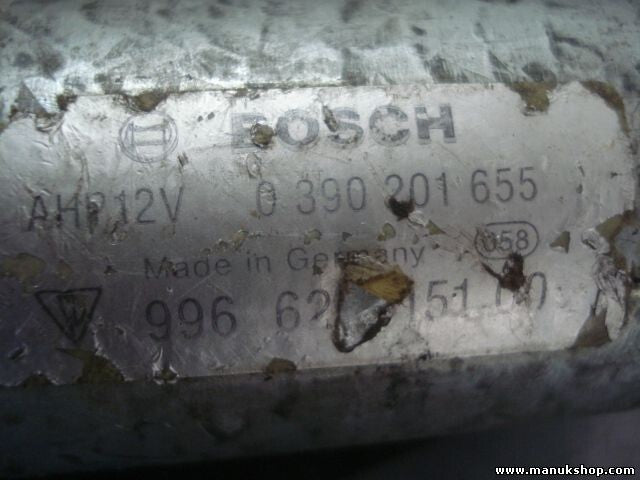 BOSCH
12V 0 390 201 655
Made in Germany 058
996
www.manukshop.com